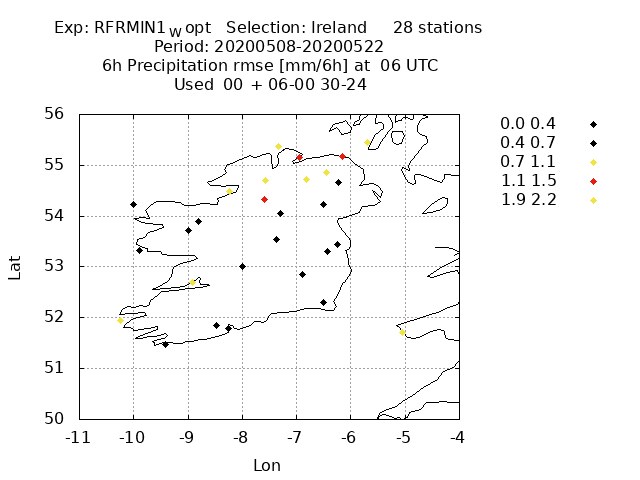 Exp: RFRMIN1Wopt Selection: Ireland 28 stations
Period: 20200508-20200522
6h Precipitation rmse [mm/6h] at 06 UTC
Used 00 + 06-00 30-24
0.0 0.4
0.4 0.7
0.7 1.1
1.1 1.5
1.9 2.2
56
55
54
53
52
51
50
Lat
-11 -10 -9 -8 -7 -6 -5 -4
Lon